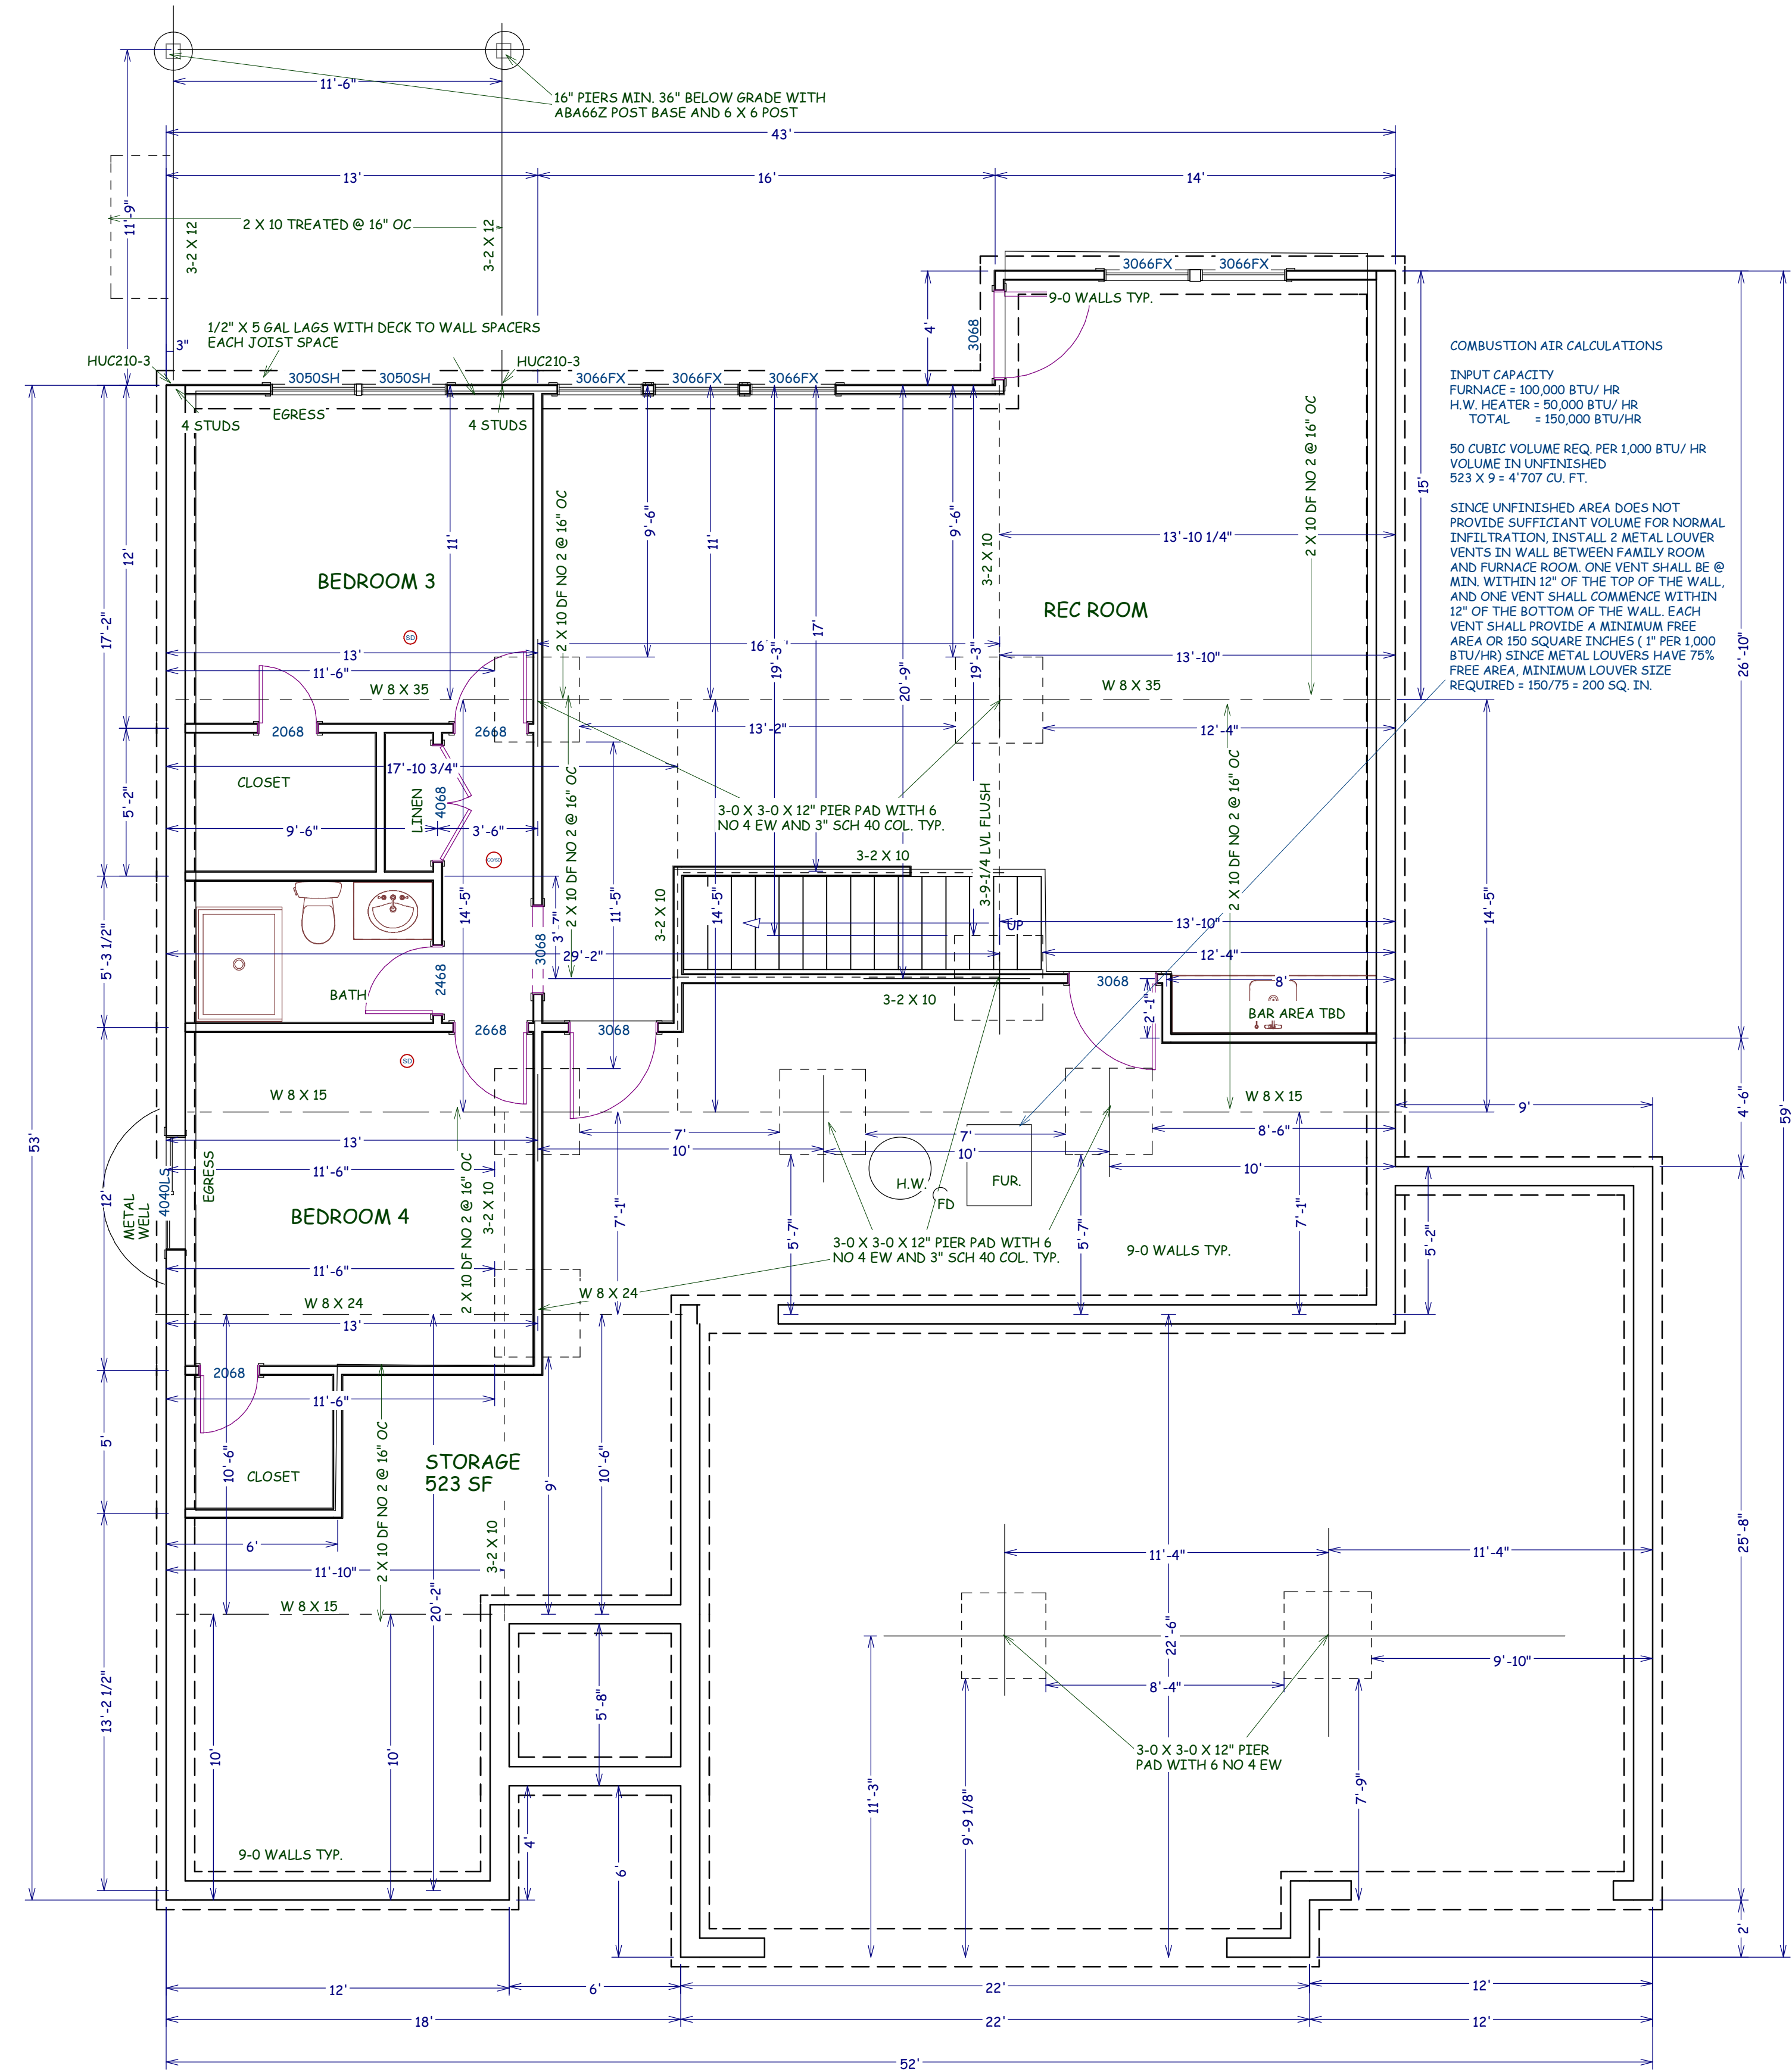 11'-6"
16" PIERS MIN. 36" BELOW GRADE WITH
ABA66Z POST BASE AND 6 X 6 POST
43'
13'
16'
14'
11'-9"
2 X 10 TREATED @ 16" OC
3-2 X 12
3-2 X 12
3066FX
3066FX
9-0 WALLS TYP.
3068
4'
1/2" X 5 GAL LAGS WITH DECK TO WALL SPACERS
EACH JOIST SPACE
3"
HUC210-3
HUC210-3
3050SH
3050SH
3066FX
3066FX
3066FX
EGRESS
4 STUDS
4 STUDS
COMBUSTION AIR CALCULATIONS
INPUT CAPACITY
FURNACE = 100,000 BTU/ HR
H.W. HEATER = 50,000 BTU/ HR
TOTAL = 150,000 BTU/HR
50 CUBIC VOLUME REQ. PER 1,000 BTU/ HR
VOLUME IN UNFINISHED
523 X 9 = 4'707 CU. FT.
SINCE UNFINISHED AREA DOES NOT
PROVIDE SUFFICIANT VOLUME FOR NORMAL
INFILTRATION, INSTALL 2 METAL LOUVER
VENTS IN WALL BETWEEN FAMILY ROOM
AND FURNACE ROOM. ONE VENT SHALL BE @
MIN. WITHIN 12" OF THE TOP OF THE WALL,
AND ONE VENT SHALL COMMENCE WITHIN
12" OF THE BOTTOM OF THE WALL. EACH
VENT SHALL PROVIDE A MINIMUM FREE
AREA OR 150 SQUARE INCHES ( 1" PER 1,000
BTU/HR) SINCE METAL LOUVERS HAVE 75%
FREE AREA, MINIMUM LOUVER SIZE
REQUIRED = 150/75 = 200 SQ. IN.
12'
17'-2"
11'
2 X 10 DF NO 2 @ 16" OC
9'-6"
11'
17'
19'-3"
20'-9"
9'-6"
19'-3"
3-2 X 10
13'-10 1/4"
2 X 10 DF NO 2 @ 16" OC
15'
26'-10"
59'
BEDROOM 3
REC ROOM
SD
13'
11'-6"
16'
13'-10"
W 8 X 35
W 8 X 35
2068
2668
13'-2"
12'-4"
17'-10 3/4"
CLOSET
LINEN
4068
5'-2"
9'-6"
3'-6"
2 X 10 DF NO 2 @ 16" OC
3-0 X 3-0 X 12" PIER PAD WITH 6
NO 4 EW AND 3" SCH 40 COL. TYP.
3-9-1/4 LVL FLUSH
2 X 10 DF NO 2 @ 16" OC
3-2 X 10
14'-5"
11'-5"
14'-5"
14'-5"
3-2 X 10
3'-7"
5'-3 1/2"
UP
13'-10"
29'-2"
12'-4"
2468
3068
BATH
3068
8'
3-2 X 10
2'-1"
BAR AREA TBD
2668
3068
SD
W 8 X 15
W 8 X 15
4'-6"
9'
53'
13'
7'
10'
7'
10'
8'-6"
10'
11'-6"
EGRESS
4040LS
METAL
WELL
12'
H.W.
FUR.
FD
BEDROOM 4
2 X 10 DF NO 2 @ 16" OC
3-2 X 10
7'-1"
5'-7"
5'-7"
7'-1"
5'-2"
3-0 X 3-0 X 12" PIER PAD WITH 6
NO 4 EW AND 3" SCH 40 COL. TYP.
9-0 WALLS TYP.
11'-6"
W 8 X 24
W 8 X 24
13'
2068
11'-6"
5'
10'-6"
CLOSET
STORAGE
523 SF
2 X 10 DF NO 2 @ 16" OC
10'-6"
9'
3-2 X 10
6'
11'-10"
W 8 X 15
20'-2"
11'-4"
11'-4"
25'-8"
22'-6"
9'-10"
8'-4"
5'-8"
13'-2 1/2"
10'
10'
3-0 X 3-0 X 12" PIER
PAD WITH 6 NO 4 EW
11'-3"
9'-9 1/8"
7'-9"
9-0 WALLS TYP.
4'
6'
2'
12'
6'
22'
12'
18'
22'
12'
52'